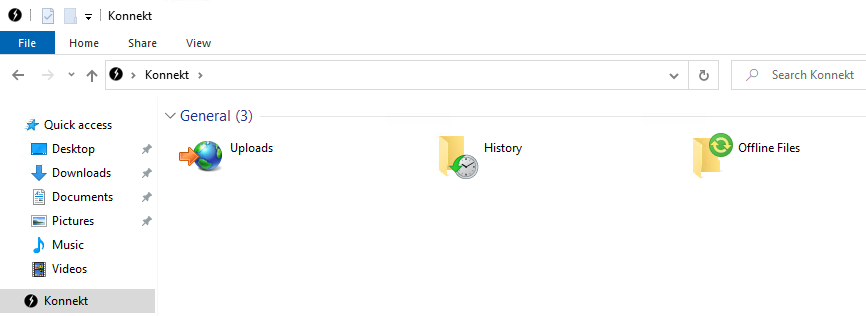 Konnekt
File Home Share View
Konnekt Search Konnekt
General (3)
Quick access
Uploads History Offline Files
Desktop
Downloads
Documents
Pictures
Music
Videos
Konnekt